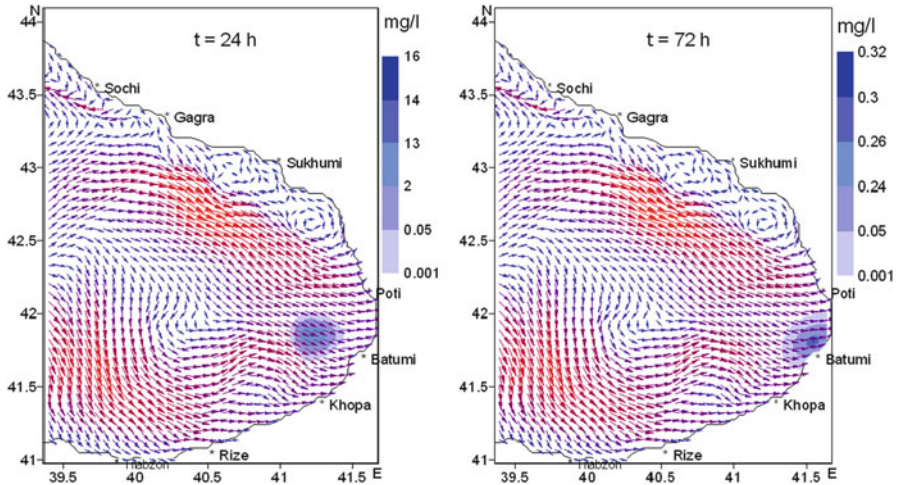 N
44
43.5
43
42.5
42
41.5
41
39.5
40
40.5
41
41.5
E
t = 24 h
Sochi
Gagra
Sukhumi
Poti
Batumi
Khopa
Rize
mg/l
16
14
13
2
0.05
0.001
N
44
43.5
43
42.5
42
41.5
41
39.5
40
40.5
41
41.5
E
t = 72 h
Sochi
Gagra
Sukhumi
Poti
Batumi
Khopa
Rize
mg/l
0.32
0.3
0.26
0.24
0.05
0.001